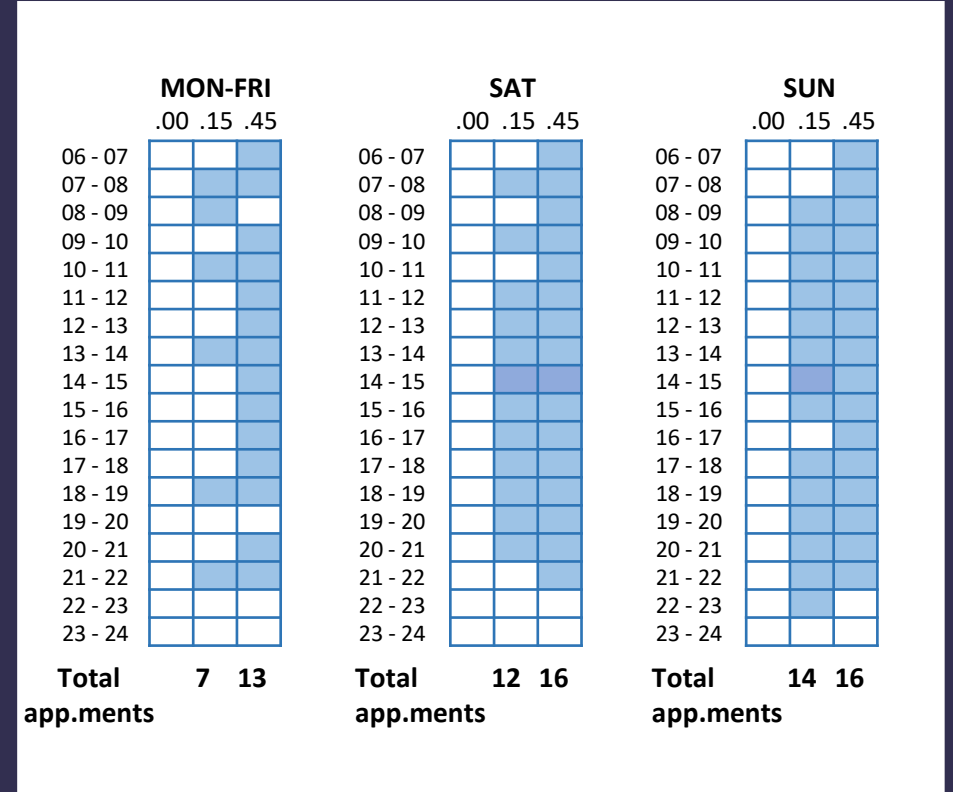 MON-FRI SAT SUN
.00 .15 .45 .00 .15 .45 .00 .15 .45
06 - 07 06 - 07 06 - 07
07 - 08 07 - 08 07 - 08
08 - 09 08 - 09 08 - 09
09 - 10 09 - 10 09 - 10
10 - 11 10 - 11 10 - 11
11 - 12 11 - 12 11 - 12
12 - 13 12 - 13 12 - 13
13 - 14 13 - 14 13 - 14
14 - 15 14 - 15 14 - 15
15 - 16 15 - 16 15 - 16
16 - 17 16 - 17 16 - 17
17 - 18 17 - 18 17 - 18
18 - 19 18 - 19 18 - 19
19 - 20 19 - 20 19 - 20
20 - 21 20 - 21 20 - 21
21 - 22 21 - 22 21 - 22
22 - 23 22 - 23 22 - 23
23 - 24 23 - 24 23 - 24
Total 7 13 Total 12 16 Total 14 16
app.ments app.ments app.ments